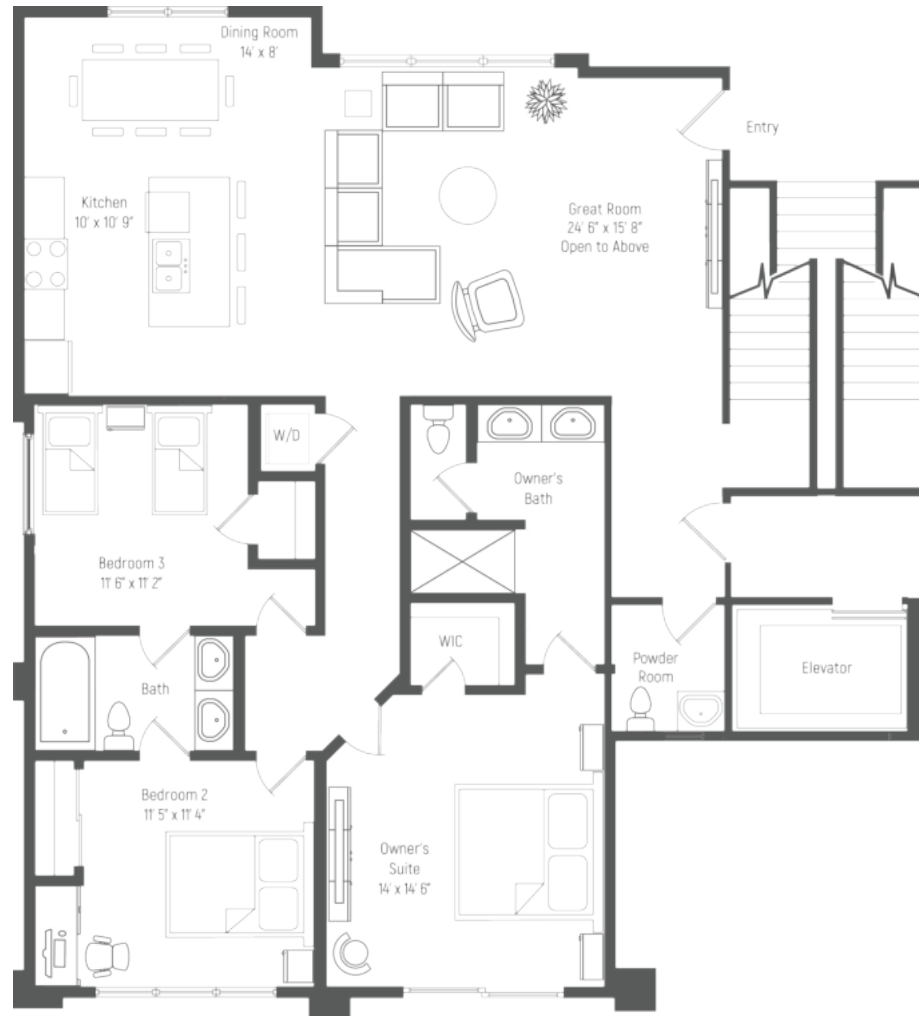 Dining Room
14' x 8'
Entry
Kitchen
10' x 10' 9"
Great Room
24' 6" x 15' 8"
Open to Above
W/D
Owner's
Bath
Bedroom 3
11' 6" x 11' 2"
WIC
Powder
Room
Elevator
Bath
Bedroom 2
11' 5" x 11' 4"
Owner's
Suite
14' x 14' 6"